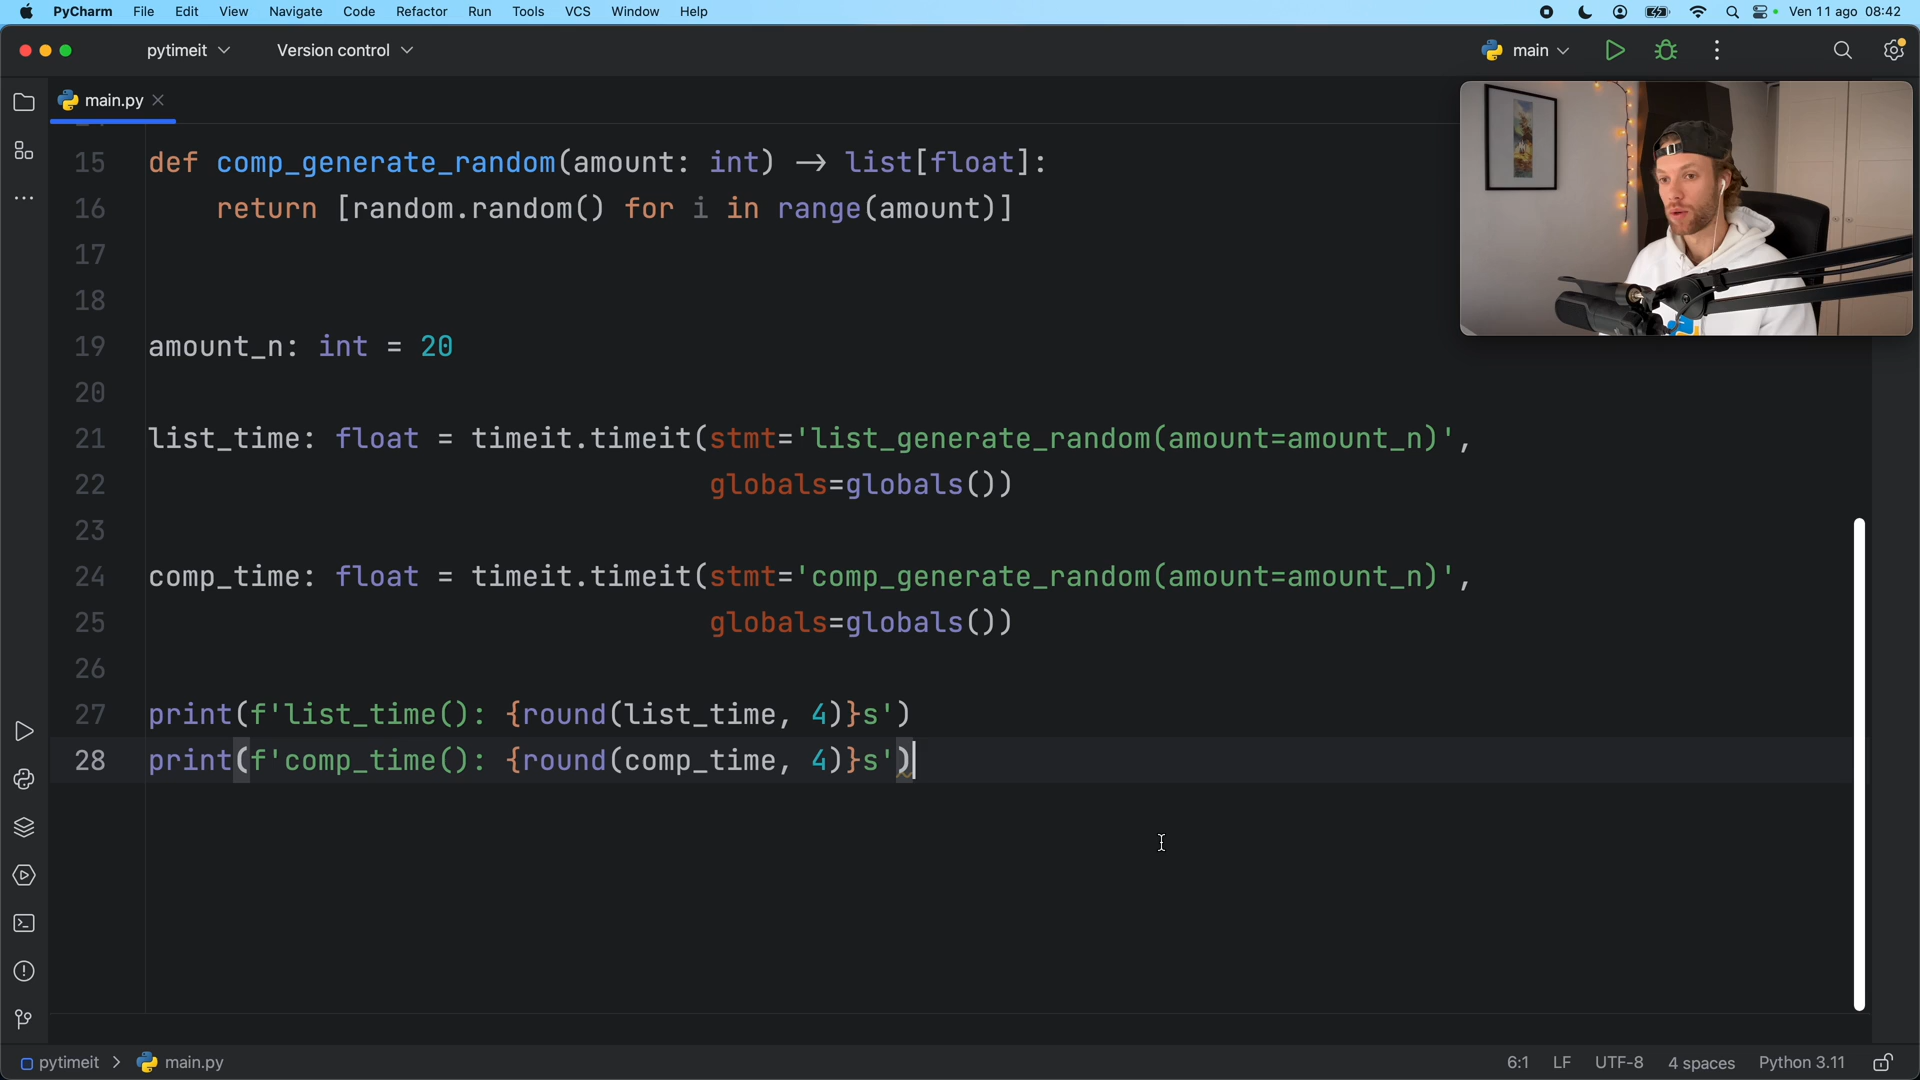 PyCharm File Edit View Navigate Code Refactor Run Tools VCS Window Help Ven 11 ago 08:42
pytimeit Version control main
main.py
15 def comp_generate_random(amount: int) → list[float]:
16 return [random.random() for i in range(amount)]
17
18
19 amount_n: int = 20
20
21 list_time: float = timeit.timeit(stmt='list_generate_random(amount=amount_n)',
22 globals=globals())
23
24 comp_time: float = timeit.timeit(stmt='comp_generate_random(amount=amount_n)',
25 globals=globals())
26
27 print(f'list_time(): {round(list_time, 4)}s')
28 print(f'comp_time(): {round(comp_time, 4)}s')
pytimeit > main.py 6:1 LF UTF-8 4 spaces Python 3.11